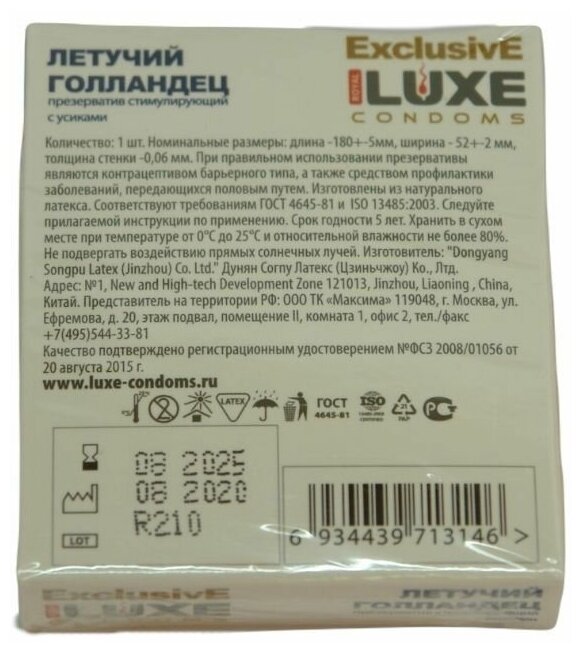 ЛЕТУЧИЙ
ГОЛЛАНДЕЦ
презерватив стимулирующий
с усиками
ExclusivE
ROYAL
LUXE
CONDOMS
Количество: 1 шт. Номинальные размеры: длина -180+-5мм, ширина - 52+-2 мм,
толщина стенки -0,06 мм. При правильном использовании презервативы
являются контрацептивом барьерного типа, а также средством профилактики
заболеваний, передающихся половым путем. Изготовлены из натурального
латекса. Соответствуют требованиям ГОСТ 4645-81 и ISO 13485:2003. Следуйте
прилагаемой инструкции по применению. Срок годности 5 лет. Хранить в сухом
месте при температуре от 0°C до 25°C и относительной влажности не более 80%.
Не подвергать воздействию прямых солнечных лучей. Изготовитель: "Dongyang
Songpu Latex (Jinzhou) Co. Ltd." Дунян Сорпу Латекс (Цзиньчжоу) Ко., Лтд.
Адрес: №1, New and High-tech Development Zone 121013, Jinzhou, Liaoning , China,
Китай. Представитель на территории РФ: ООО ТК «Максима» 119048, г. Москва, ул.
Ефремова, д. 20, этаж подвал, помещение II, комната 1, офис 2, тел./факс
+7(495)544-33-81
Качество подтверждено регистрационным удостоверением №ФСЗ 2008/01056 от
20 августа 2015 г.
www.luxe-condoms.ru
LATEX
ГОСТ
4645-81
ISO
21
PAP
08 2025
08 2020
LOT
R210
6 934439 713146 >
ExclusivE
LUXE
ЛЕТУЧИЙ
ГОЛЛАНДЕЦ